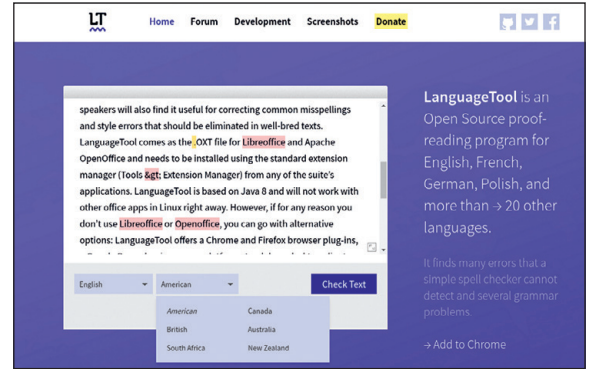 LT
Home Forum Development Screenshots Donate
speakers will also find it useful for correcting common misspellings
and style errors that should be eliminated in well-bred texts.
LanguageTool comes as the .OXT file for Libreoffice and Apache
OpenOffice and needs to be installed using the standard extension
manager (Tools &gt; Extension Manager) from any of the suite's
applications. LanguageTool is based on Java 8 and will not work with
other office apps in Linux right away. However, if for any reason you
don't use Libreoffice or Openoffice, you can go with alternative
options: LanguageTool offers a Chrome and Firefox browser plug-ins,
English American Check Text
American Canada
British Australia
South Africa New Zealand
LanguageTool is an
Open Source proof-
reading program for
English, French,
German, Polish, and
more than → 20 other
languages.
It finds many errors that a
simple spell checker cannot
detect and several grammar
problems.
→ Add to Chrome